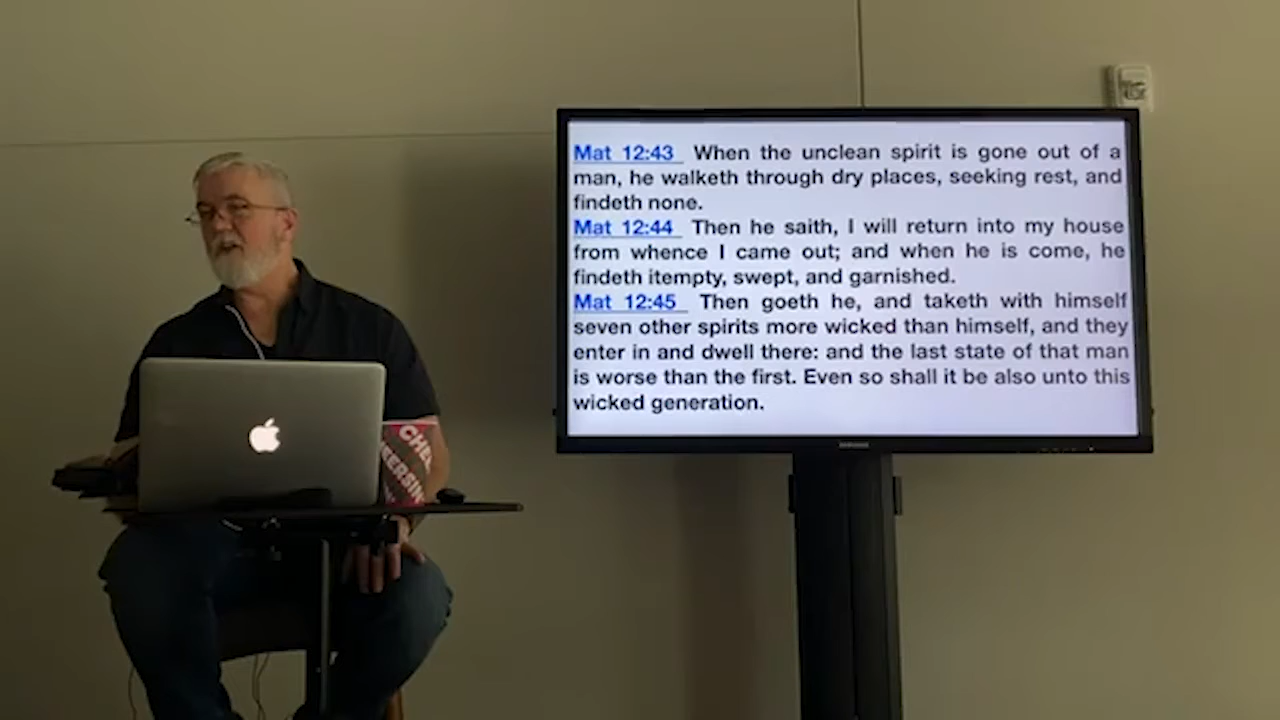 Mat 12:43 When the unclean spirit is gone out of a
man, he walketh through dry places, seeking rest, and
findeth none.
Mat 12:44 Then he saith, I will return into my house
from whence I came out; and when he is come, he
findeth itempty, swept, and garnished.
Mat 12:45 Then goeth he, and taketh with himself
seven other spirits more wicked than himself, and they
enter in and dwell there: and the last state of that man
is worse than the first. Even so shall it be also unto this
wicked generation.